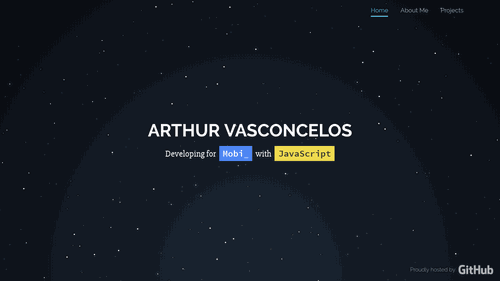 Home About Me Projects
ARTHUR VASCONCELOS
Developing for Mobi_ with JavaScript
Proudly hosted by GitHub